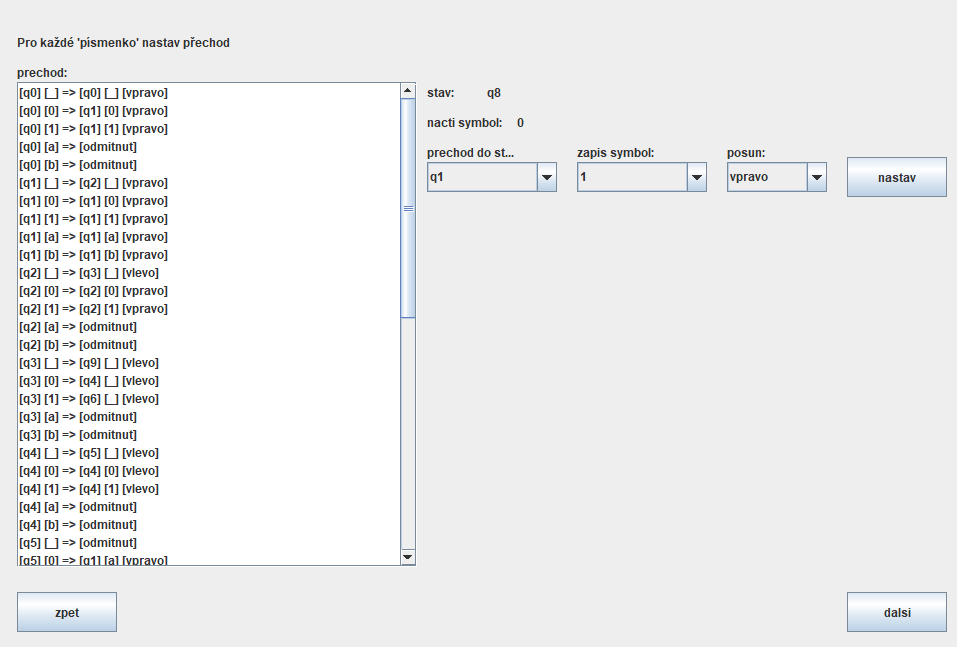 Pro každé 'písmenko' nastav přechod
prechod:
[q0] [_] => [q0] [_] [vpravo]
[q0] [0] => [q1] [0] [vpravo]
[q0] [1] => [q1] [1] [vpravo]
[q0] [a] => [odmitnut]
[q0] [b] => [odmitnut]
[q1] [_] => [q2] [_] [vpravo]
[q1] [0] => [q1] [0] [vpravo]
[q1] [1] => [q1] [1] [vpravo]
[q1] [a] => [q1] [a] [vpravo]
[q1] [b] => [q1] [b] [vpravo]
[q2] [_] => [q3] [_] [vlevo]
[q2] [0] => [q2] [0] [vpravo]
[q2] [1] => [q2] [1] [vpravo]
[q2] [a] => [odmitnut]
[q2] [b] => [odmitnut]
[q3] [_] => [q9] [_] [vlevo]
[q3] [0] => [q4] [_] [vlevo]
[q3] [1] => [q6] [_] [vlevo]
[q3] [a] => [odmitnut]
[q3] [b] => [odmitnut]
[q4] [_] => [q5] [_] [vlevo]
[q4] [0] => [q4] [0] [vlevo]
[q4] [1] => [q4] [1] [vlevo]
[q4] [a] => [odmitnut]
[q4] [b] => [odmitnut]
[q5] [_] => [odmitnut]
[q5] [0] => [q1] [a] [vpravo]
stav: q8
nacti symbol: 0
prechod do st... zapis symbol: posun:
q1 1 vpravo nastav
zpet dalsi